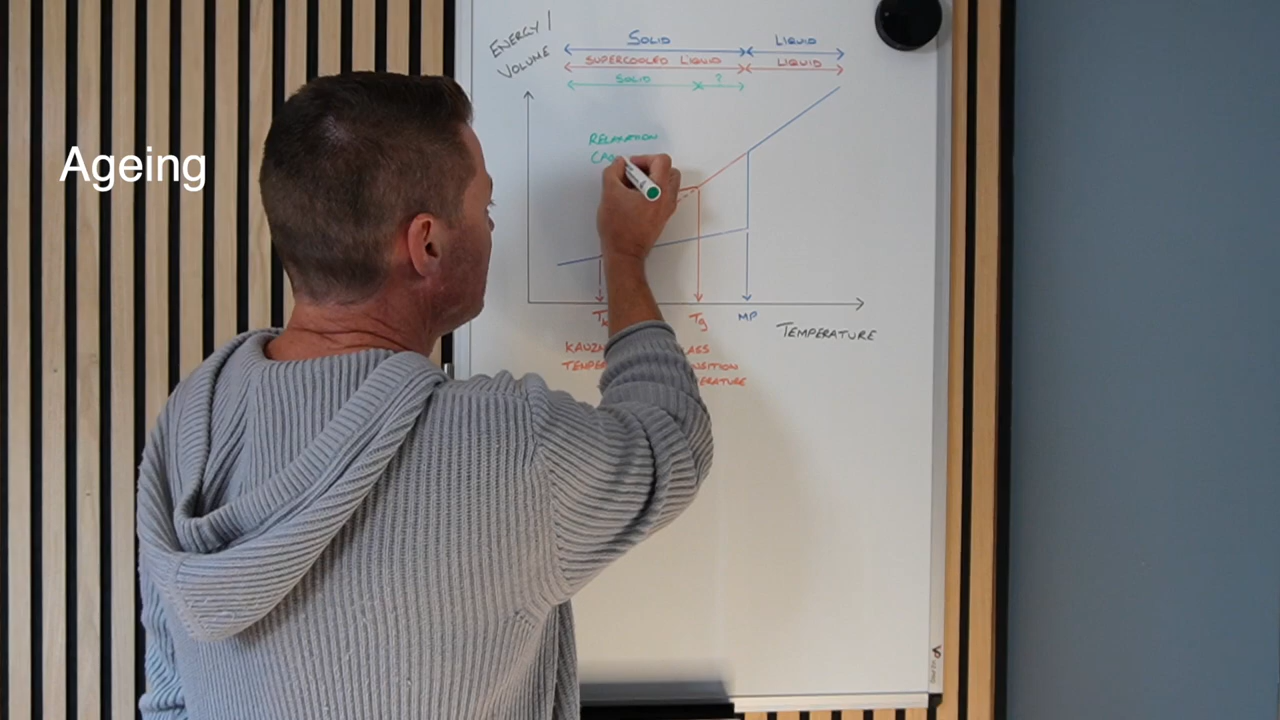 Ageing
ENERGY /
VOLUME
SOLID
LIQUID
SUPERCOOLED LIQUID
LIQUID
SOLID
?
RELAXATION
Tg
MP
TEMPERATURE